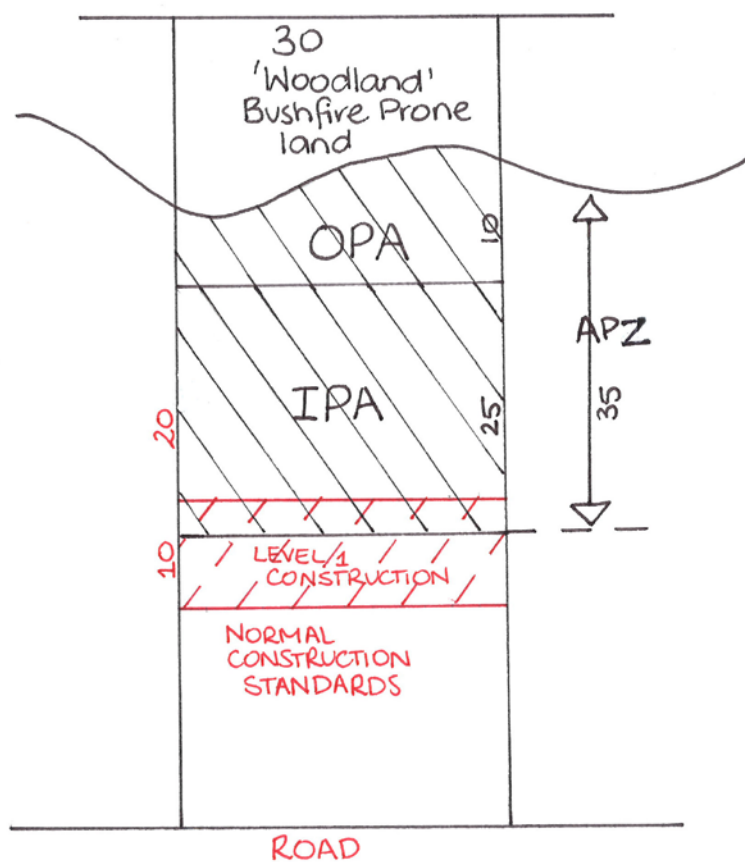 30
'Woodland'
Bushfire Prone
land
OPA
10
APZ
35
IPA
25
20
10
LEVEL 1
CONSTRUCTION
NORMAL
CONSTRUCTION
STANDARDS
ROAD